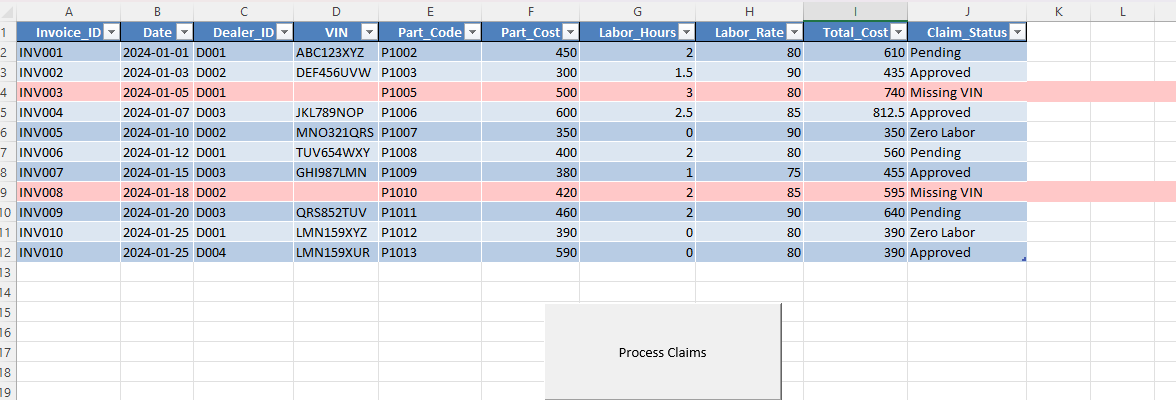 A B C D E F G H I J K L
1 Invoice_ID Date Dealer_ID VIN Part_Code Part_Cost Labor_Hours Labor_Rate Total_Cost Claim_Status
2 INV001 2024-01-01 D001 ABC123XYZ P1002 450 2 80 610 Pending
3 INV002 2024-01-03 D002 DEF456UVW P1003 300 1.5 90 435 Approved
4 INV003 2024-01-05 D001 P1005 500 3 80 740 Missing VIN
5 INV004 2024-01-07 D003 JKL789NOP P1006 600 2.5 85 812.5 Approved
6 INV005 2024-01-10 D002 MNO321QRS P1007 350 0 90 350 Zero Labor
7 INV006 2024-01-12 D001 TUV654WXY P1008 400 2 80 560 Pending
8 INV007 2024-01-15 D003 GHI987LMN P1009 380 1 75 455 Approved
9 INV008 2024-01-18 D002 P1010 420 2 85 595 Missing VIN
10 INV009 2024-01-20 D003 QRS852TUV P1011 460 2 90 640 Pending
11 INV010 2024-01-25 D001 LMN159XYZ P1012 390 0 80 390 Zero Labor
12 INV010 2024-01-25 D004 LMN159XUR P1013 590 0 80 390 Approved
13
14
15
16
17 Process Claims
18
19